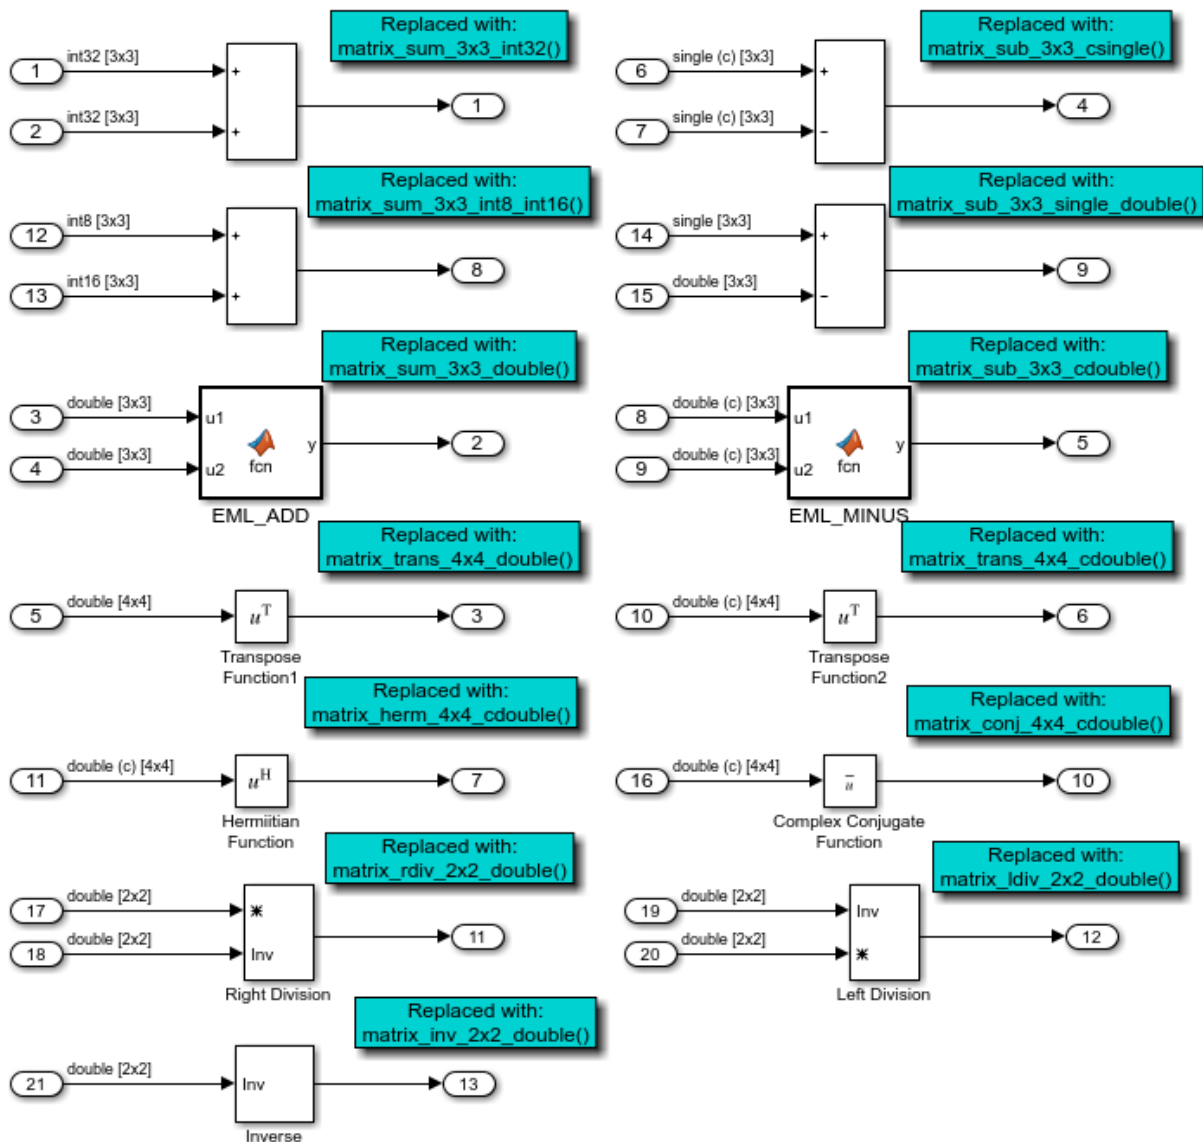 Replaced with:
matrix_sum_3x3_int32()
1
int32 [3x3]
+
2
int32 [3x3]
+
1
Replaced with:
matrix_sub_3x3_csingle()
6
single (c) [3x3]
+
7
single (c) [3x3]
−
4
Replaced with:
matrix_sum_3x3_int8_int16()
12
int8 [3x3]
+
13
int16 [3x3]
+
8
Replaced with:
matrix_sub_3x3_single_double()
14
single [3x3]
+
15
double [3x3]
−
9
Replaced with:
matrix_sum_3x3_double()
3
double [3x3]
u1
4
double [3x3]
u2
fcn
y
2
EML_ADD
Replaced with:
matrix_sub_3x3_cdouble()
8
double (c) [3x3]
u1
9
double (c) [3x3]
u2
fcn
y
5
EML_MINUS
Replaced with:
matrix_trans_4x4_double()
5
double [4x4]
u^T
3
Transpose
Function1
Replaced with:
matrix_trans_4x4_cdouble()
10
double (c) [4x4]
u^T
6
Transpose
Function2
Replaced with:
matrix_herm_4x4_cdouble()
11
double (c) [4x4]
u^H
7
Hermiitian
Function
Replaced with:
matrix_conj_4x4_cdouble()
16
double (c) [4x4]
u̅
10
Complex Conjugate
Function
Replaced with:
matrix_rdiv_2x2_double()
17
double [2x2]
*
18
double [2x2]
Inv
11
Right Division
Replaced with:
matrix_ldiv_2x2_double()
19
double [2x2]
Inv
20
double [2x2]
*
12
Left Division
Replaced with:
matrix_inv_2x2_double()
21
double [2x2]
Inv
13
Inverse